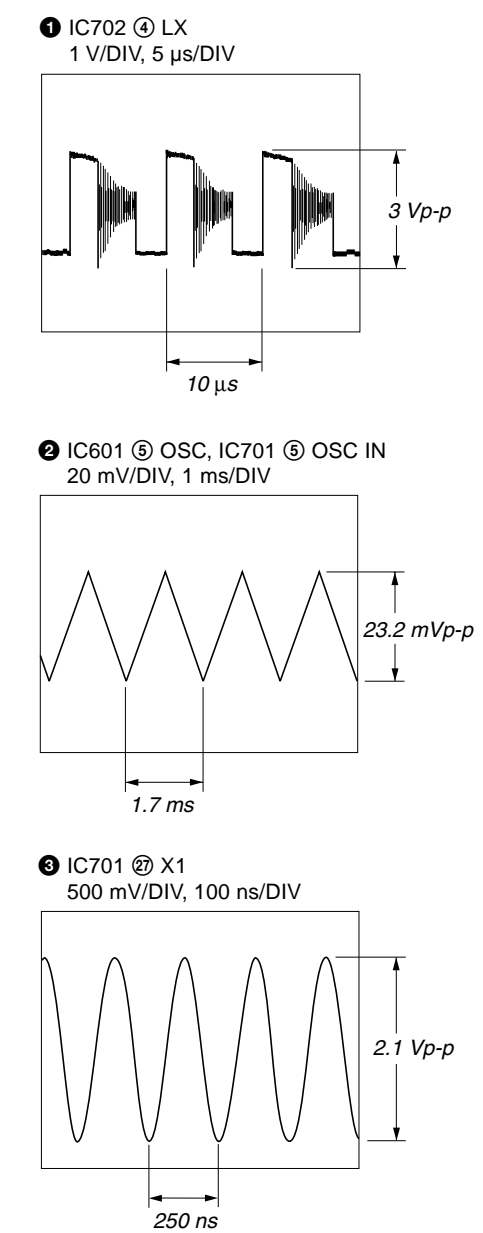 ❶ IC702 ④ LX
1 V/DIV, 5 µs/DIV
3 Vp-p
10 µs
❷ IC601 ⑤ OSC, IC701 ⑤ OSC IN
20 mV/DIV, 1 ms/DIV
23.2 mVp-p
1.7 ms
❸ IC701 ㉗ X1
500 mV/DIV, 100 ns/DIV
2.1 Vp-p
250 ns